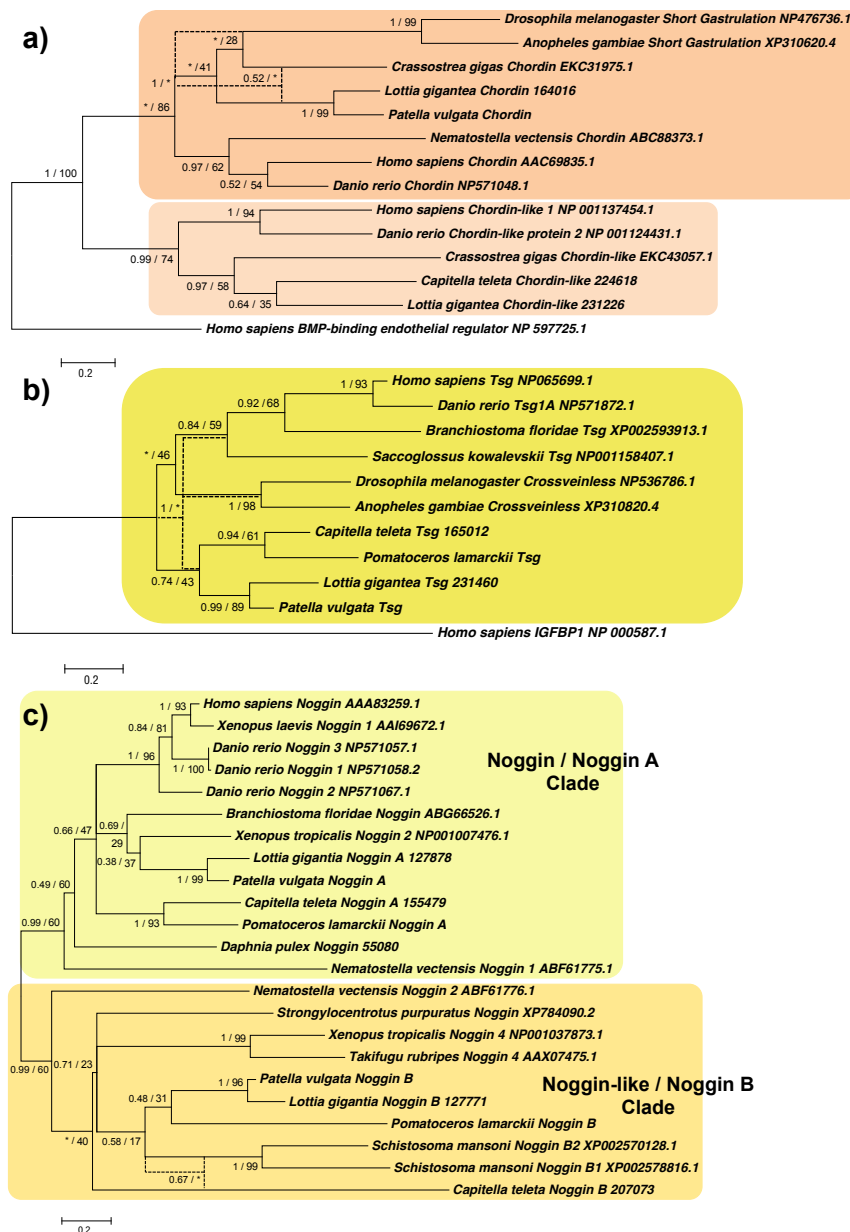 a)
1 / 99
Drosophila melanogaster Short Gastrulation NP476736.1
* / 28
Anopheles gambiae Short Gastrulation XP310620.4
* / 41
Crassostrea gigas Chordin EKC31975.1
0.52 / *
1 / *
Lottia gigantea Chordin 164016
* / 86
1 / 99
Patella vulgata Chordin
Nematostella vectensis Chordin ABC88373.1
0.97 / 62
Homo sapiens Chordin AAC69835.1
1 / 100
0.52 / 54
Danio rerio Chordin NP571048.1
1 / 94
Homo sapiens Chordin-like 1 NP 001137454.1
Danio rerio Chordin-like protein 2 NP 001124431.1
0.99 / 74
Crassostrea gigas Chordin-like EKC43057.1
0.97 / 58
Capitella teleta Chordin-like 224618
0.64 / 35
Lottia gigantea Chordin-like 231226
Homo sapiens BMP-binding endothelial regulator NP 597725.1
0.2
b)
1 / 93
Homo sapiens Tsg NP065699.1
0.92 / 68
Danio rerio Tsg1A NP571872.1
0.84 / 59
Branchiostoma floridae Tsg XP002593913.1
* / 46
Saccoglossus kowalevskii Tsg NP001158407.1
Drosophila melanogaster Crossveinless NP536786.1
1 / *
1 / 98
Anopheles gambiae Crossveinless XP310820.4
0.94 / 61
Capitella teleta Tsg 165012
Pomatoceros lamarckii Tsg
0.74 / 43
Lottia gigantea Tsg 231460
0.99 / 89
Patella vulgata Tsg
Homo sapiens IGFBP1 NP 000587.1
0.2
c)
1 / 93
Homo sapiens Noggin AAA83259.1
0.84 / 81
Xenopus laevis Noggin 1 AAI69672.1
1 / 96
Danio rerio Noggin 3 NP571057.1
1 / 100
Danio rerio Noggin 1 NP571058.2
Danio rerio Noggin 2 NP571067.1
Noggin / Noggin A
Clade
0.66 / 47
0.69 /
29
Branchiostoma floridae Noggin ABG66526.1
Xenopus tropicalis Noggin 2 NP001007476.1
0.38 / 37
Lottia gigantia Noggin A 127878
1 / 99
Patella vulgata Noggin A
0.49 / 60
Capitella teleta Noggin A 155479
0.99 / 60
1 / 93
Pomatoceros lamarckii Noggin A
Daphnia pulex Noggin 55080
Nematostella vectensis Noggin 1 ABF61775.1
Nematostella vectensis Noggin 2 ABF61776.1
Strongylocentrotus purpuratus Noggin XP784090.2
1 / 99
Xenopus tropicalis Noggin 4 NP001037873.1
0.99 / 60
0.71 / 23
Takifugu rubripes Noggin 4 AAX07475.1
1 / 96
Patella vulgata Noggin B
0.48 / 31
Lottia gigantia Noggin B 127771
Noggin-like / Noggin B
Clade
Pomatoceros lamarckii Noggin B
* / 40
0.58 / 17
Schistosoma mansoni Noggin B2 XP002570128.1
1 / 99
Schistosoma mansoni Noggin B1 XP002578816.1
0.67 / *
Capitella teleta Noggin B 207073
0.2